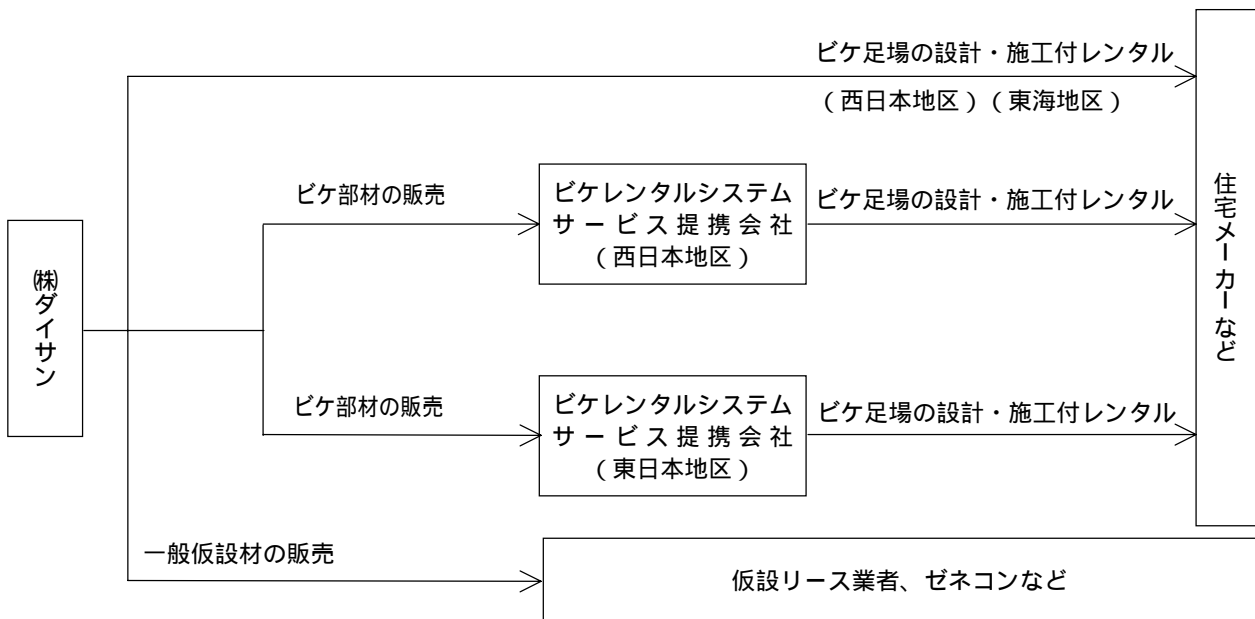 ビケ足場の設計・施工付レンタル
(西日本地区)(東海地区)
ビケ部材の販売
ビケレンタルシステム
サービス提携会社
(西日本地区)
ビケ足場の設計・施工付レンタル
住宅メーカーなど
㈱ダイサン
ビケ部材の販売
ビケレンタルシステム
サービス提携会社
(東日本地区)
ビケ足場の設計・施工付レンタル
一般仮設材の販売
仮設リース業者、ゼネコンなど